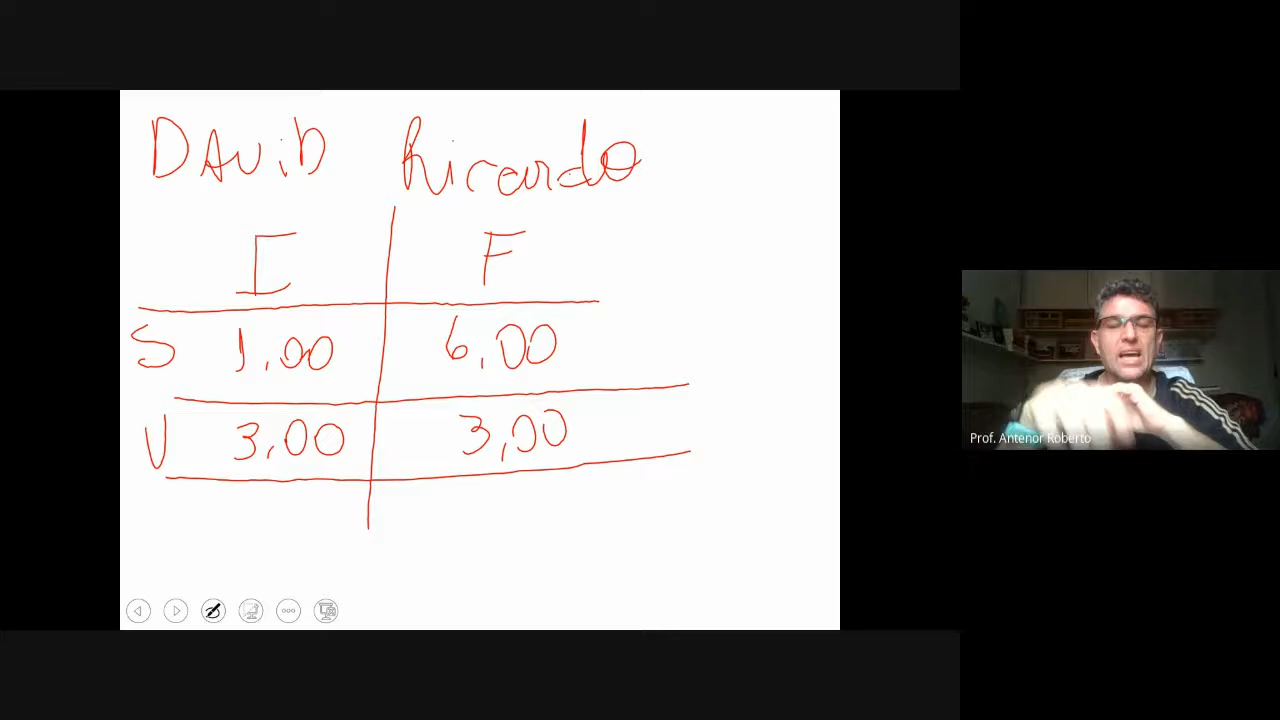 DAViD Ricardo
I F
S 1,00 6,00
V 3,00 3,00
Prof. Antenor Roberto